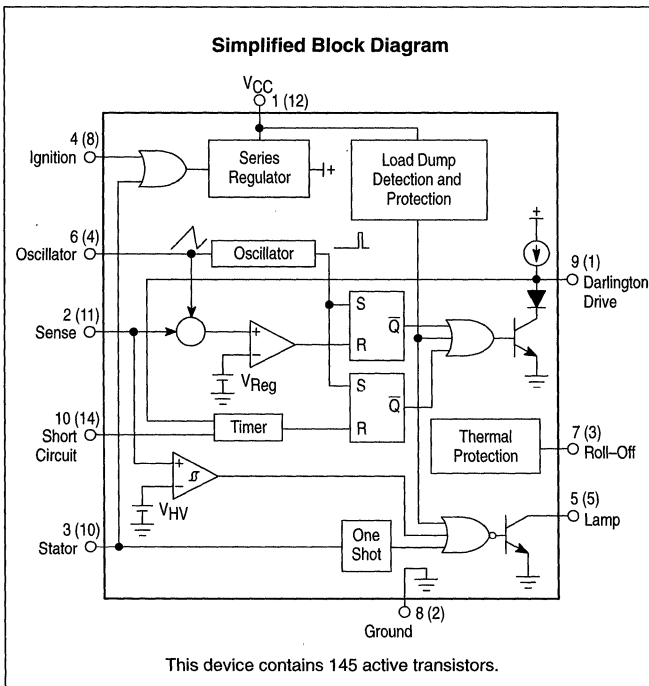 Simplified Block Diagram
VCC
1 (12)
4 (8)
Ignition
Series
Regulator
+
Load Dump
Detection and
Protection
+
6 (4)
Oscillator
Oscillator
9 (1)
Darlington
Drive
2 (11)
Sense
+
−
VReg
S
R
Q̅
S
R
Q̅
10 (14)
Short
Circuit
Timer
Thermal
Protection
7 (3)
Roll–Off
+
−
VHV
5 (5)
Lamp
3 (10)
Stator
One
Shot
8 (2)
Ground
This device contains 145 active transistors.